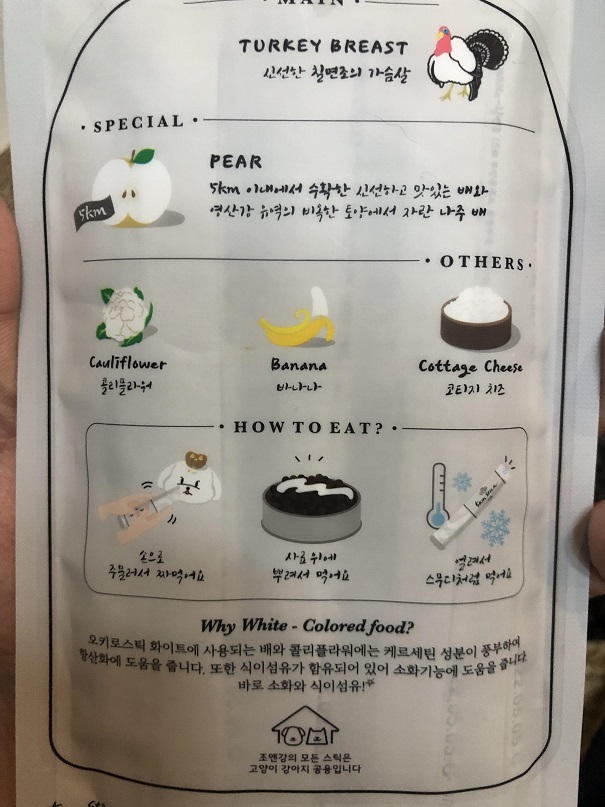 MAIN
TURKEY BREAST
신선한 칠면조의 가슴살
SPECIAL
5km
PEAR
5km 이내에서 수확한 신선하고 맛있는 배와
영산강 유역의 비옥한 토양에서 자란 나주 배
OTHERS
Cauliflower
콜리플라워
Banana
바나나
Cottage Cheese
코티지 치즈
HOW TO EAT?
손으로
주물러서 짜먹어요
사료 위에
뿌려서 먹어요
얼려서
스무디처럼 먹어요
Why White - Colored food?
오키로스틱 화이트에 사용되는 배와 콜리플라워에는 케르세틴 성분이 풍부하여
항산화에 도움을 줍니다. 또한 식이섬유가 함유되어 있어 소화기능에 도움을 줍니다.
바로 소화와 식이섬유!
조앤강의 모든 스틱은
고양이 강아지 공용입니다